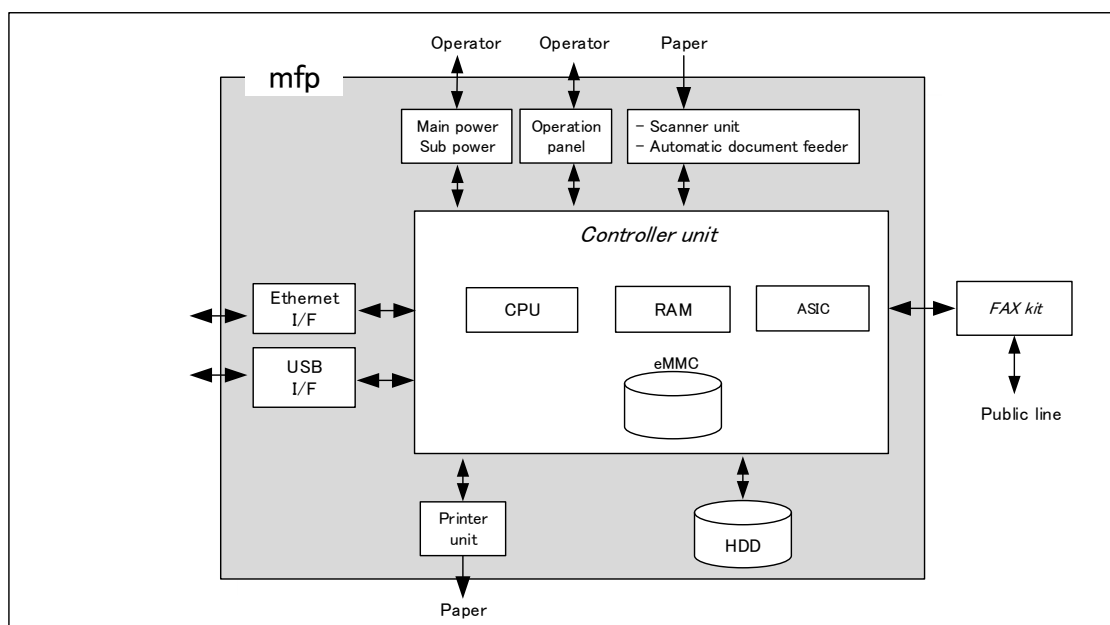 Operator
Operator
Paper
mfp
Main power
Sub power
Operation
panel
- Scanner unit
- Automatic document feeder
Controller unit
Ethernet
I/F
CPU
RAM
ASIC
FAX kit
USB
I/F
eMMC
Public line
Printer
unit
HDD
Paper